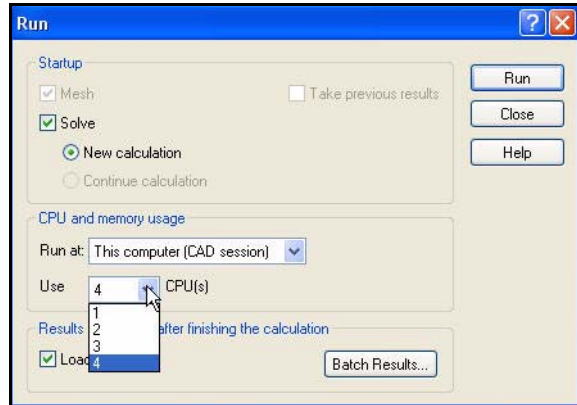 Run
Startup
Mesh
Take previous results
Solve
New calculation
Continue calculation
Run
Close
Help
CPU and memory usage
Run at: This computer (CAD session)
Use 4 CPU(s)
1
2
3
4
Results after finishing the calculation
Load
Batch Results...